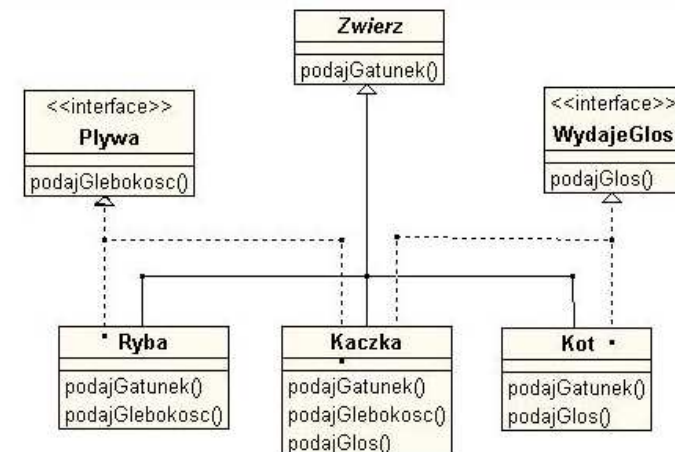 Zwierz
podajGatunek()
<<interface>>
Plywa
podajGlebokosc()
<<interface>>
WydajeGlos
podajGlos()
Ryba
podajGatunek()
podajGlebokosc()
Kaczka
podajGatunek()
podajGlebokosc()
podajGlos()
Kot
podajGatunek()
podajGlos()